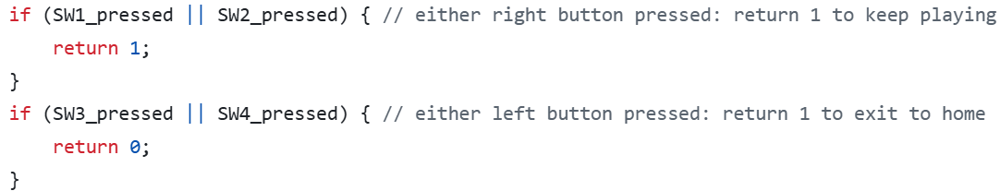 if (SW1_pressed || SW2_pressed) { // either right button pressed: return 1 to keep playing
    return 1;
}
if (SW3_pressed || SW4_pressed) { // either left button pressed: return 1 to exit to home
    return 0;
}